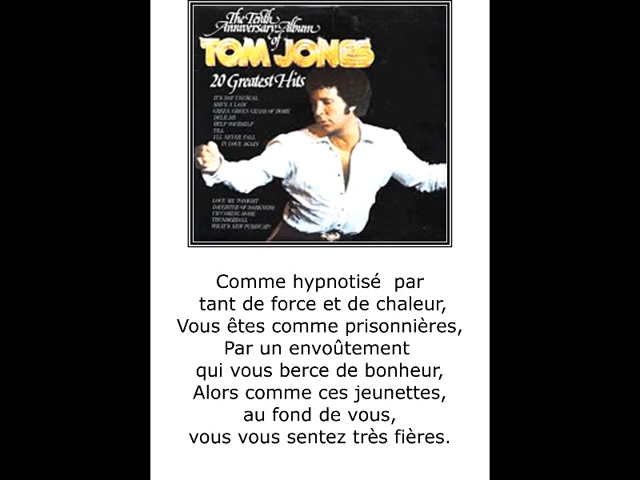 The Tenth
Anniversary Album
of
TOM JONES
20 Greatest Hits
IT'S NOT UNUSUAL
SHE'S A LADY
GREEN GREEN GRASS OF HOME
DELILAH
HELP YOURSELF
TILL
I'LL NEVER FALL
IN LOVE AGAIN
LOVE ME TONIGHT
DAUGHTER OF DARKNESS
I'M COMING HOME
THUNDERBALL
WHAT'S NEW PUSSYCAT
Comme hypnotisé par
tant de force et de chaleur,
Vous êtes comme prisonnières,
Par un envoûtement
qui vous berce de bonheur,
Alors comme ces jeunettes,
au fond de vous,
vous vous sentez très fières.